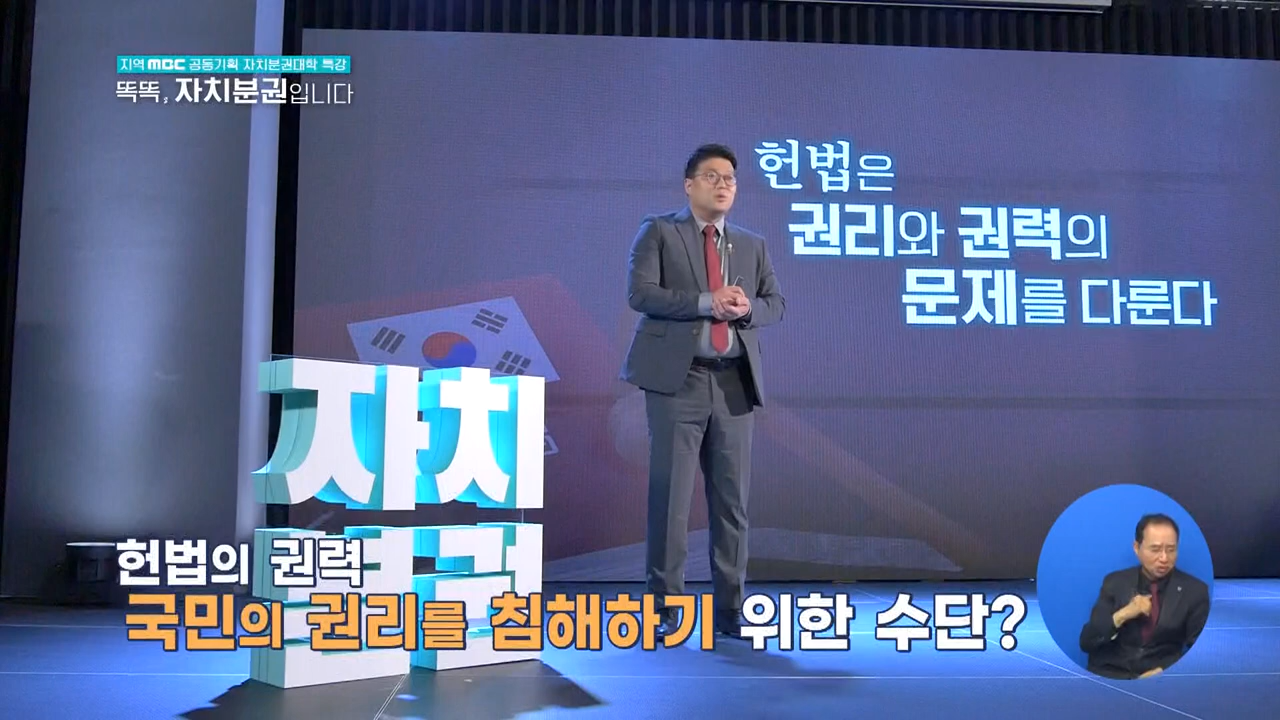 지역 MBC 공동기획 자치분권대학 특강
똑똑, 자치분권입니다
헌법은
권리와 권력의
문제를 다룬다
자치
헌법의 권력
국민의 권리를 침해하기 위한 수단?